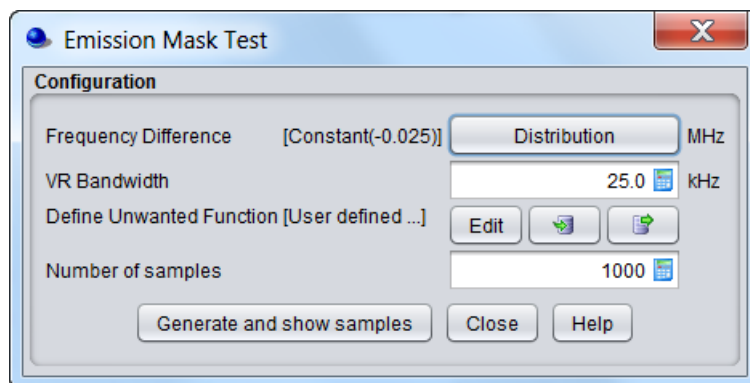 Emission Mask Test
X
Configuration
Frequency Difference [Constant(-0.025)] Distribution MHz
VR Bandwidth 25.0 kHz
Define Unwanted Function [User defined ...] Edit
Number of samples 1000
Generate and show samples Close Help